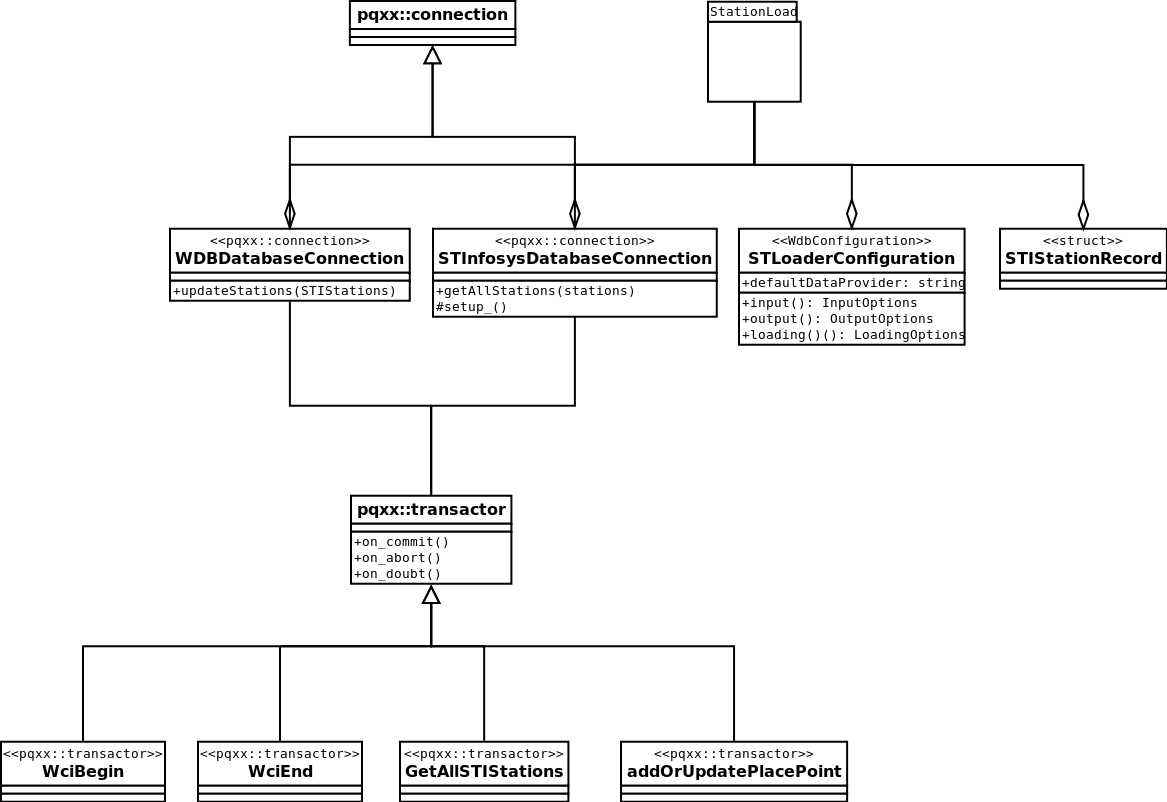 pqxx::connection
StationLoad
<<pqxx::connection>>
WDBDatabaseConnection
+updateStations(STIStations)
<<pqxx::connection>>
STInfosysDatabaseConnection
+getAllStations(stations)
#setup_()
<<WdbConfiguration>>
STLoaderConfiguration
+defaultDataProvider: string
+input(): InputOptions
+output(): OutputOptions
+loading()(): LoadingOptions
<<struct>>
STIStationRecord
pqxx::transactor
+on_commit()
+on_abort()
+on_doubt()
<<pqxx::transactor>>
WciBegin
<<pqxx::transactor>>
WciEnd
<<pqxx::transactor>>
GetAllSTIStations
<<pqxx::transactor>>
addOrUpdatePlacePoint